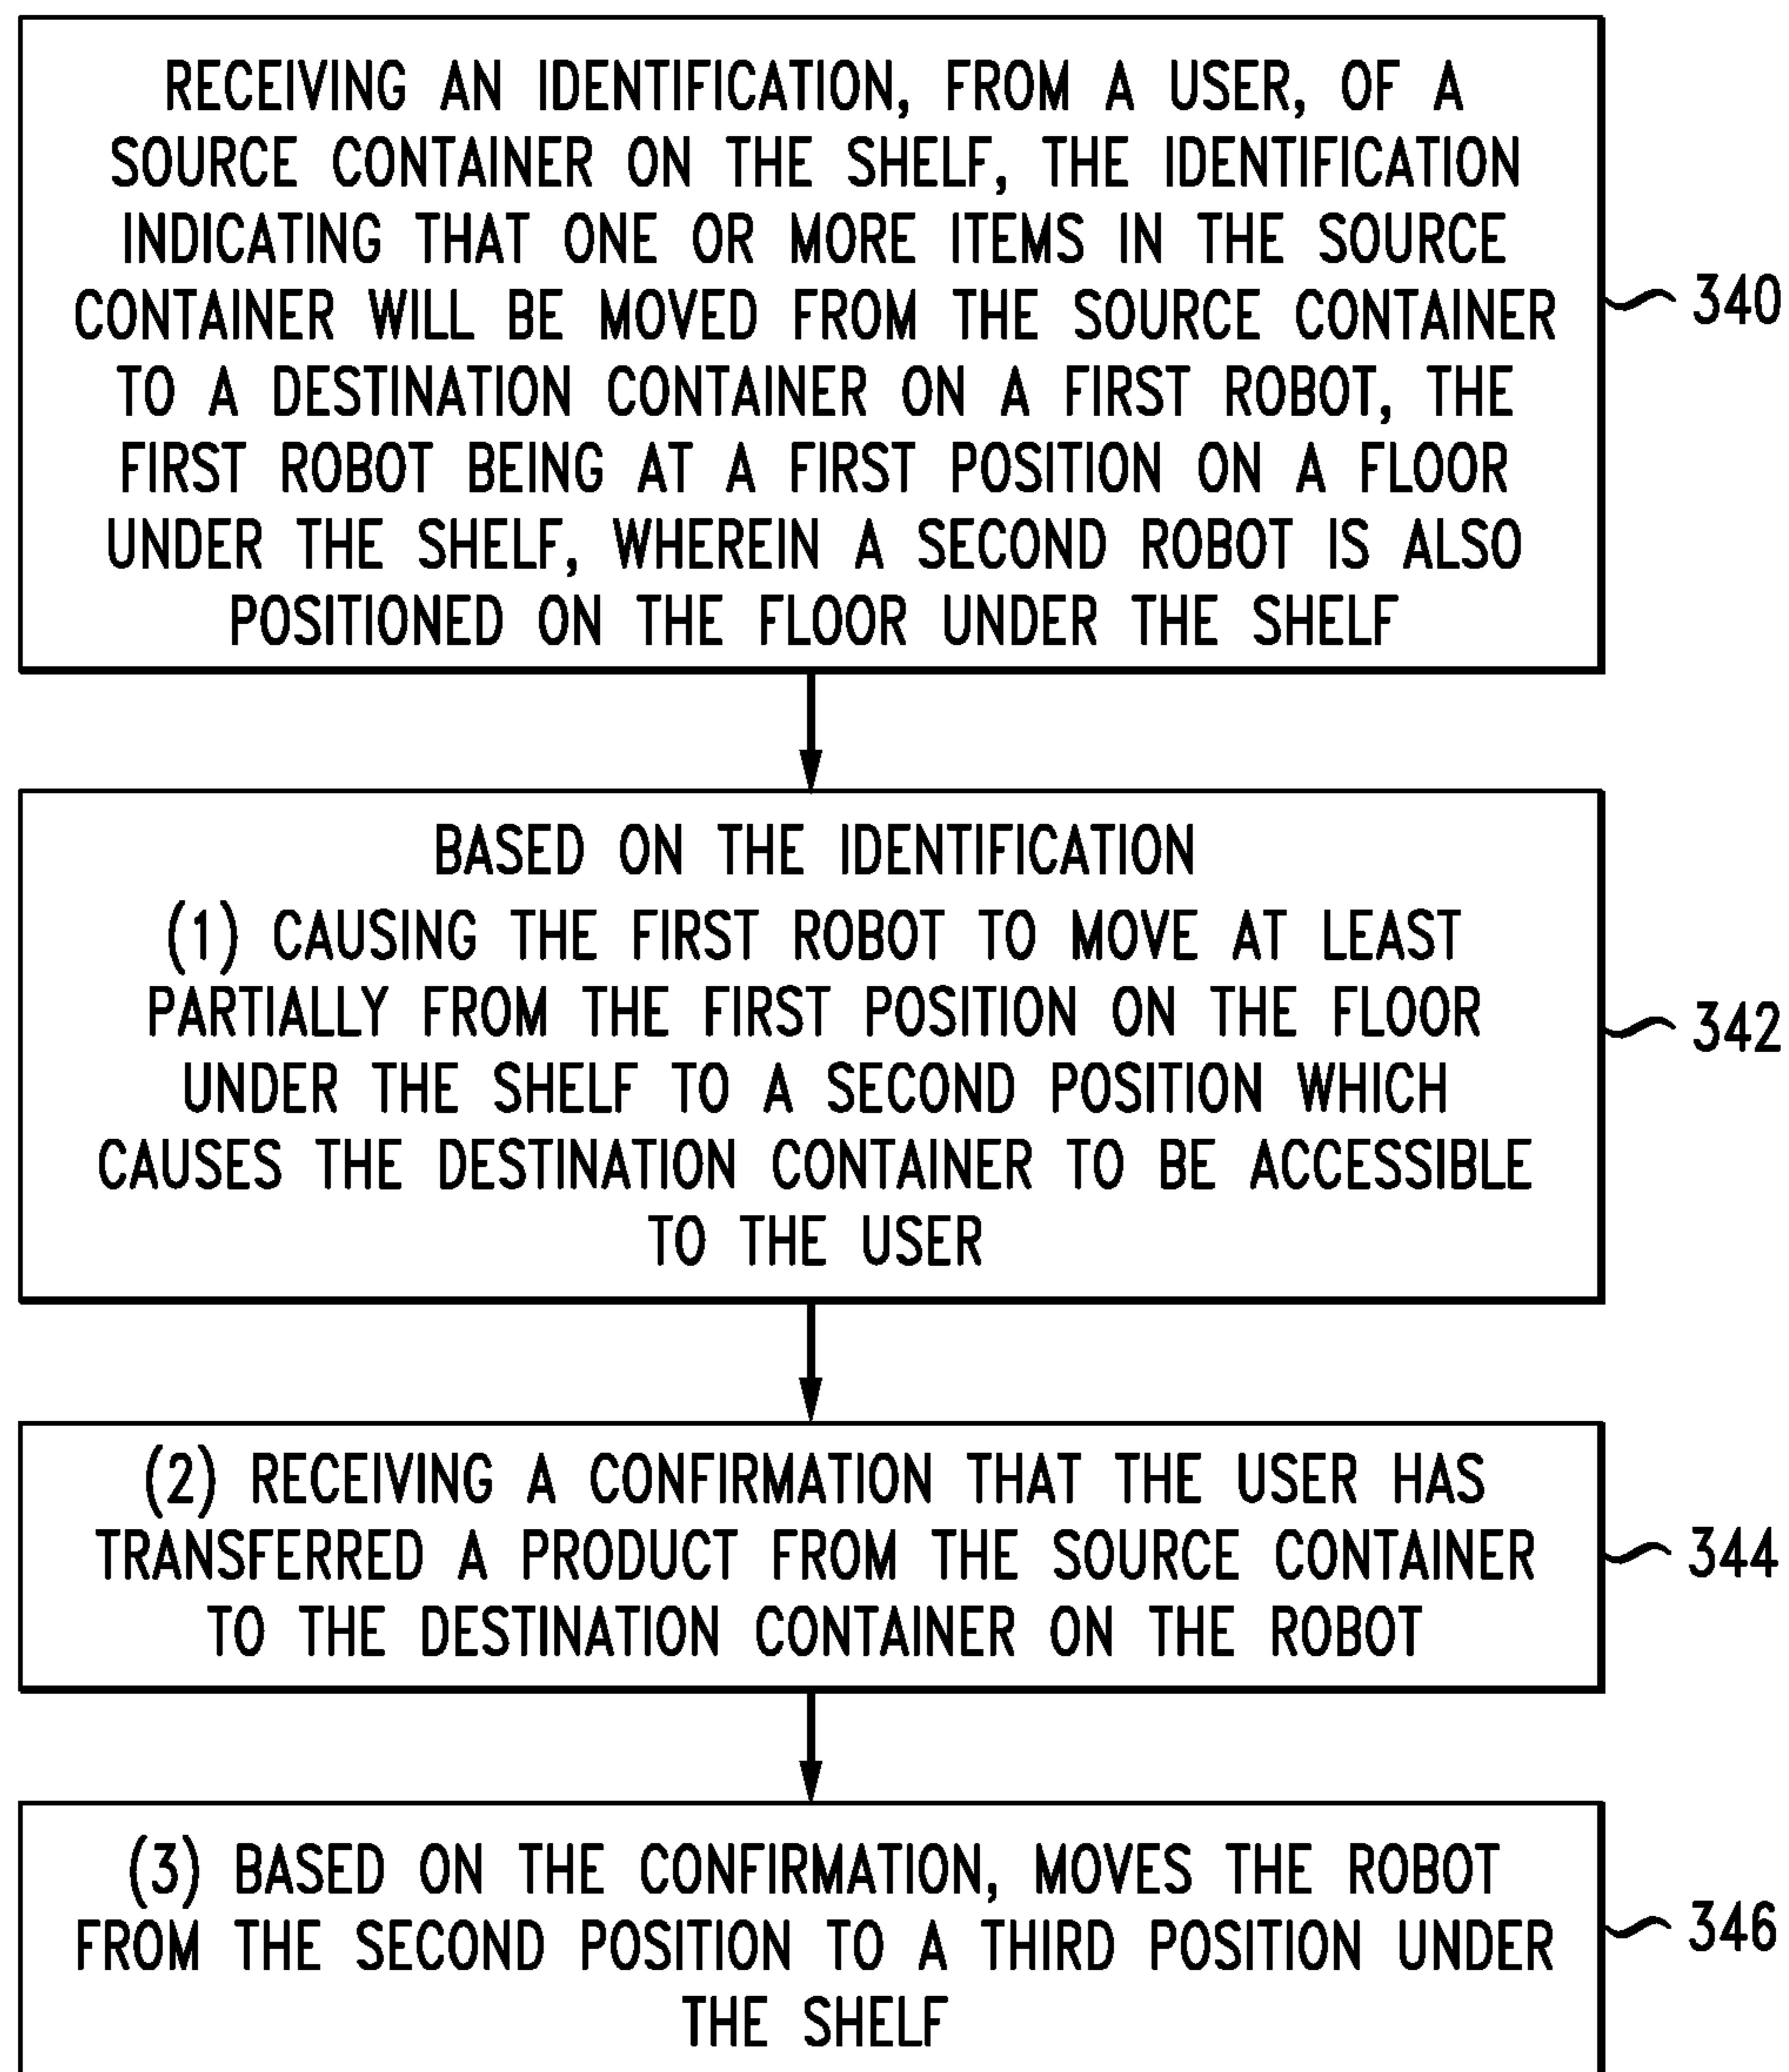 RECEIVING AN IDENTIFICATION, FROM A USER, OF A
SOURCE CONTAINER ON THE SHELF, THE IDENTIFICATION
INDICATING THAT ONE OR MORE ITEMS IN THE SOURCE
CONTAINER WILL BE MOVED FROM THE SOURCE CONTAINER
TO A DESTINATION CONTAINER ON A FIRST ROBOT, THE
FIRST ROBOT BEING AT A FIRST POSITION ON A FLOOR
UNDER THE SHELF, WHEREIN A SECOND ROBOT IS ALSO
POSITIONED ON THE FLOOR UNDER THE SHELF
340
BASED ON THE IDENTIFICATION
(1) CAUSING THE FIRST ROBOT TO MOVE AT LEAST
PARTIALLY FROM THE FIRST POSITION ON THE FLOOR
UNDER THE SHELF TO A SECOND POSITION WHICH
CAUSES THE DESTINATION CONTAINER TO BE ACCESSIBLE
TO THE USER
342
(2) RECEIVING A CONFIRMATION THAT THE USER HAS
TRANSFERRED A PRODUCT FROM THE SOURCE CONTAINER
TO THE DESTINATION CONTAINER ON THE ROBOT
344
(3) BASED ON THE CONFIRMATION, MOVES THE ROBOT
FROM THE SECOND POSITION TO A THIRD POSITION UNDER
THE SHELF
346